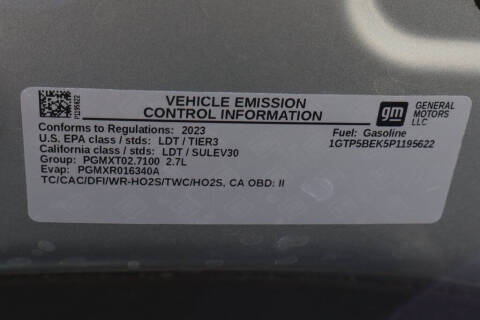 P1195622
VEHICLE EMISSION
CONTROL INFORMATION
gm
GENERAL
MOTORS
LLC
Conforms to Regulations: 2023
U.S. EPA class / stds: LDT / TIER3
California class / stds: LDT / SULEV30
Group: PGMXT02.7100 2.7L
Evap: PGMXR016340A
TC/CAC/DFI/WR-HO2S/TWC/HO2S, CA OBD: II
Fuel: Gasoline
1GTP5BEK5P1195622